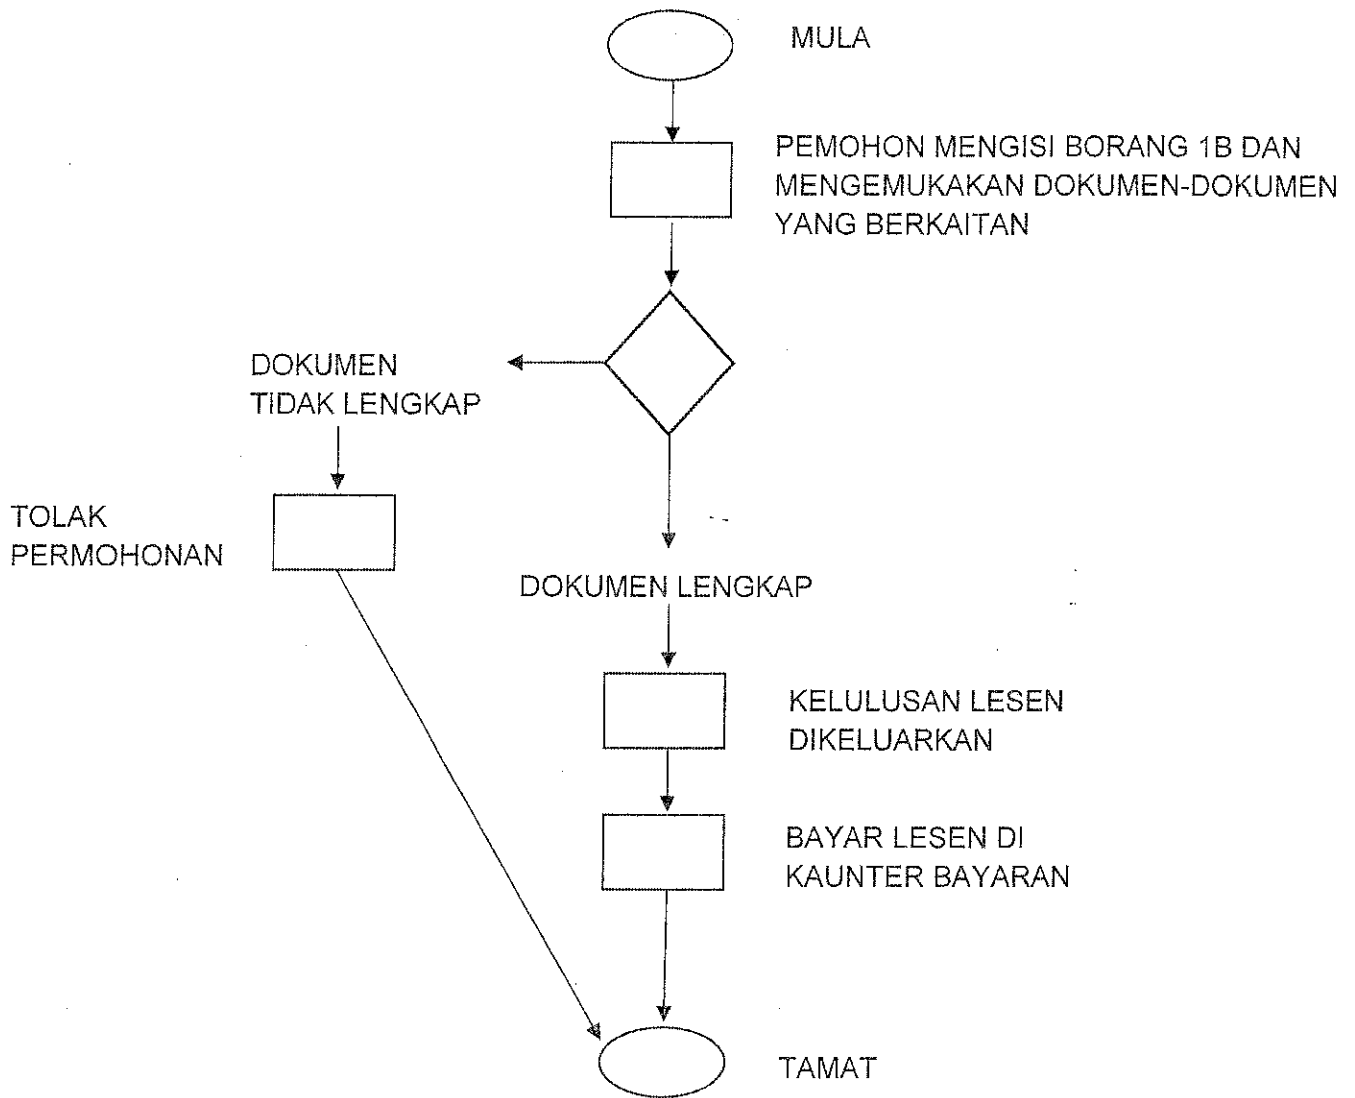 MULA
PEMOHON MENGISI BORANG 1B DAN
MENGEMUKAKAN DOKUMEN-DOKUMEN
YANG BERKAITAN
DOKUMEN
TIDAK LENGKAP
TOLAK
PERMOHONAN
DOKUMEN LENGKAP
KELULUSAN LESEN
DIKELUARKAN
BAYAR LESEN DI
KAUNTER BAYARAN
TAMAT